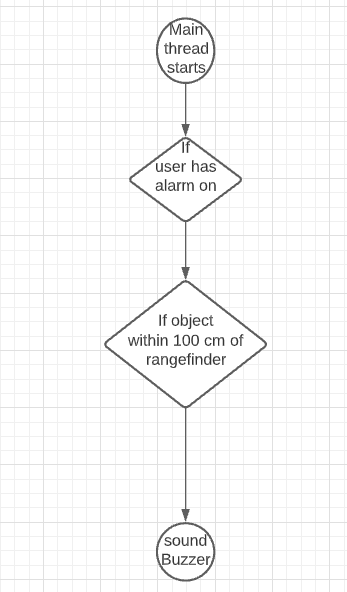 Main
thread
starts
If
user has
alarm on
If object
within 100 cm of
rangefinder
sound
Buzzer